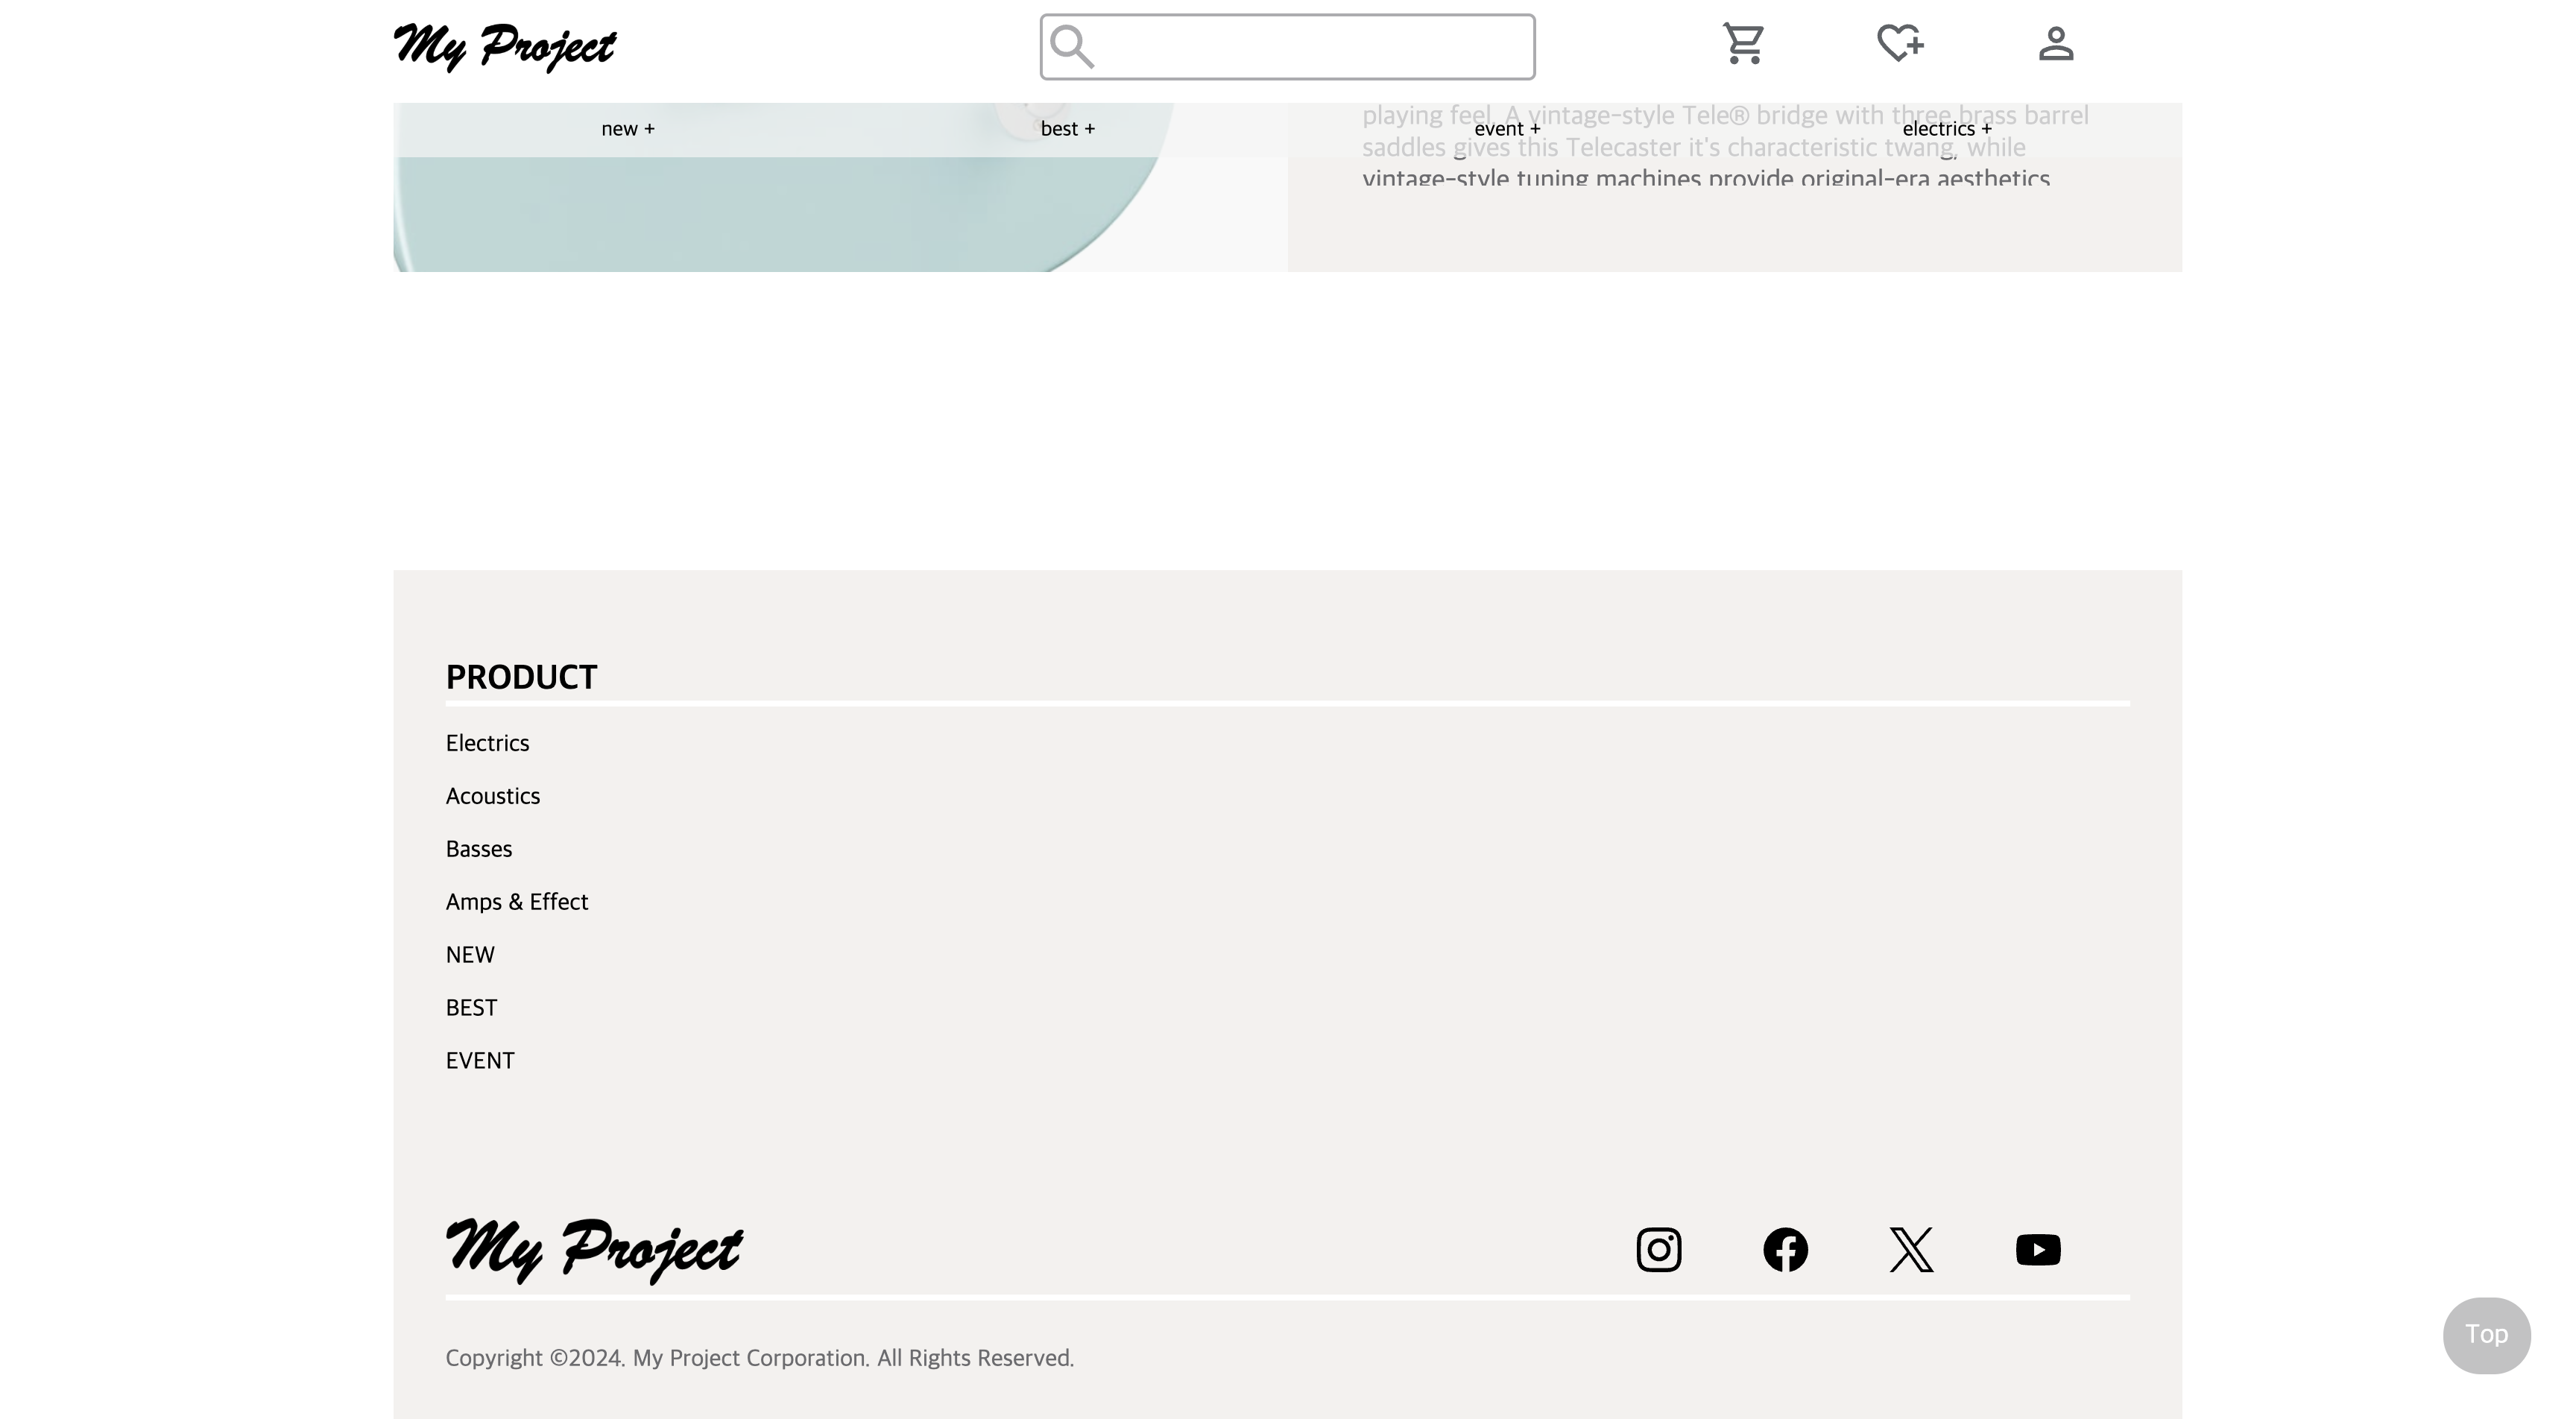 My Project
new +
best +
event +
electrics +
playing feel. A vintage-style Tele® bridge with three brass barrel
saddles gives this Telecaster it's characteristic twang, while
vintage-style tuning machines provide original-era aesthetics
PRODUCT
Electrics
Acoustics
Basses
Amps & Effect
NEW
BEST
EVENT
My Project
Copyright ©2024. My Project Corporation. All Rights Reserved.
Top